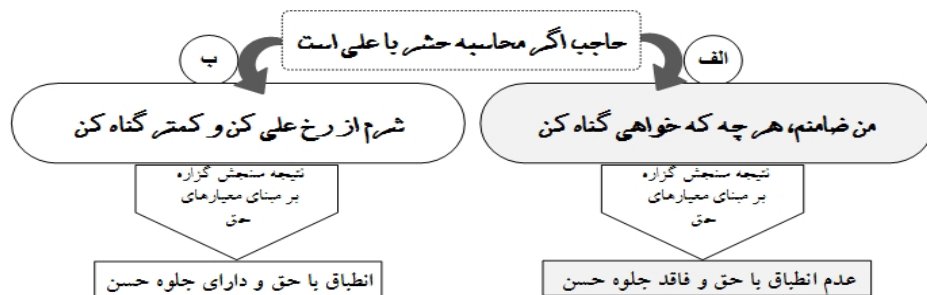 حاجب اگر محاسبه حشر با علی است
الف
ب
من ضامنم، هر چه که خواهی گناه کن
شرم از رخ علی کن و کمتر گناه کن
نتیجه سنجش گزاره
بر مبنای معیارهای
حق
نتیجه سنجش گزاره
بر مبنای معیارهای
حق
عدم انطباق با حق و فاقد جلوه حسن
انطباق با حق و دارای جلوه حسن